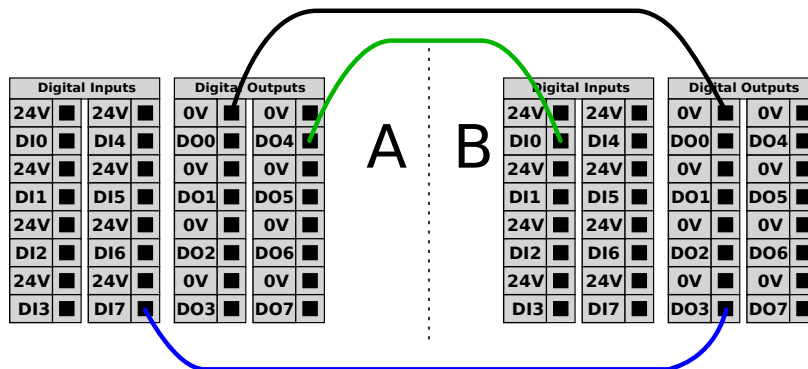 Digital Inputs Digital Outputs Digital Inputs Digital Outputs
24V 24V 0V 0V 24V 24V 0V 0V
DI0 DI4 DO0 DO4 A B DI0 DI4 DO0 DO4
24V 24V 0V 0V 24V 24V 0V 0V
DI1 DI5 DO1 DO5 DI1 DI5 DO1 DO5
24V 24V 0V 0V 24V 24V 0V 0V
DI2 DI6 DO2 DO6 DI2 DI6 DO2 DO6
24V 24V 0V 0V 24V 24V 0V 0V
DI3 DI7 DO3 DO7 DI3 DI7 DO3 DO7